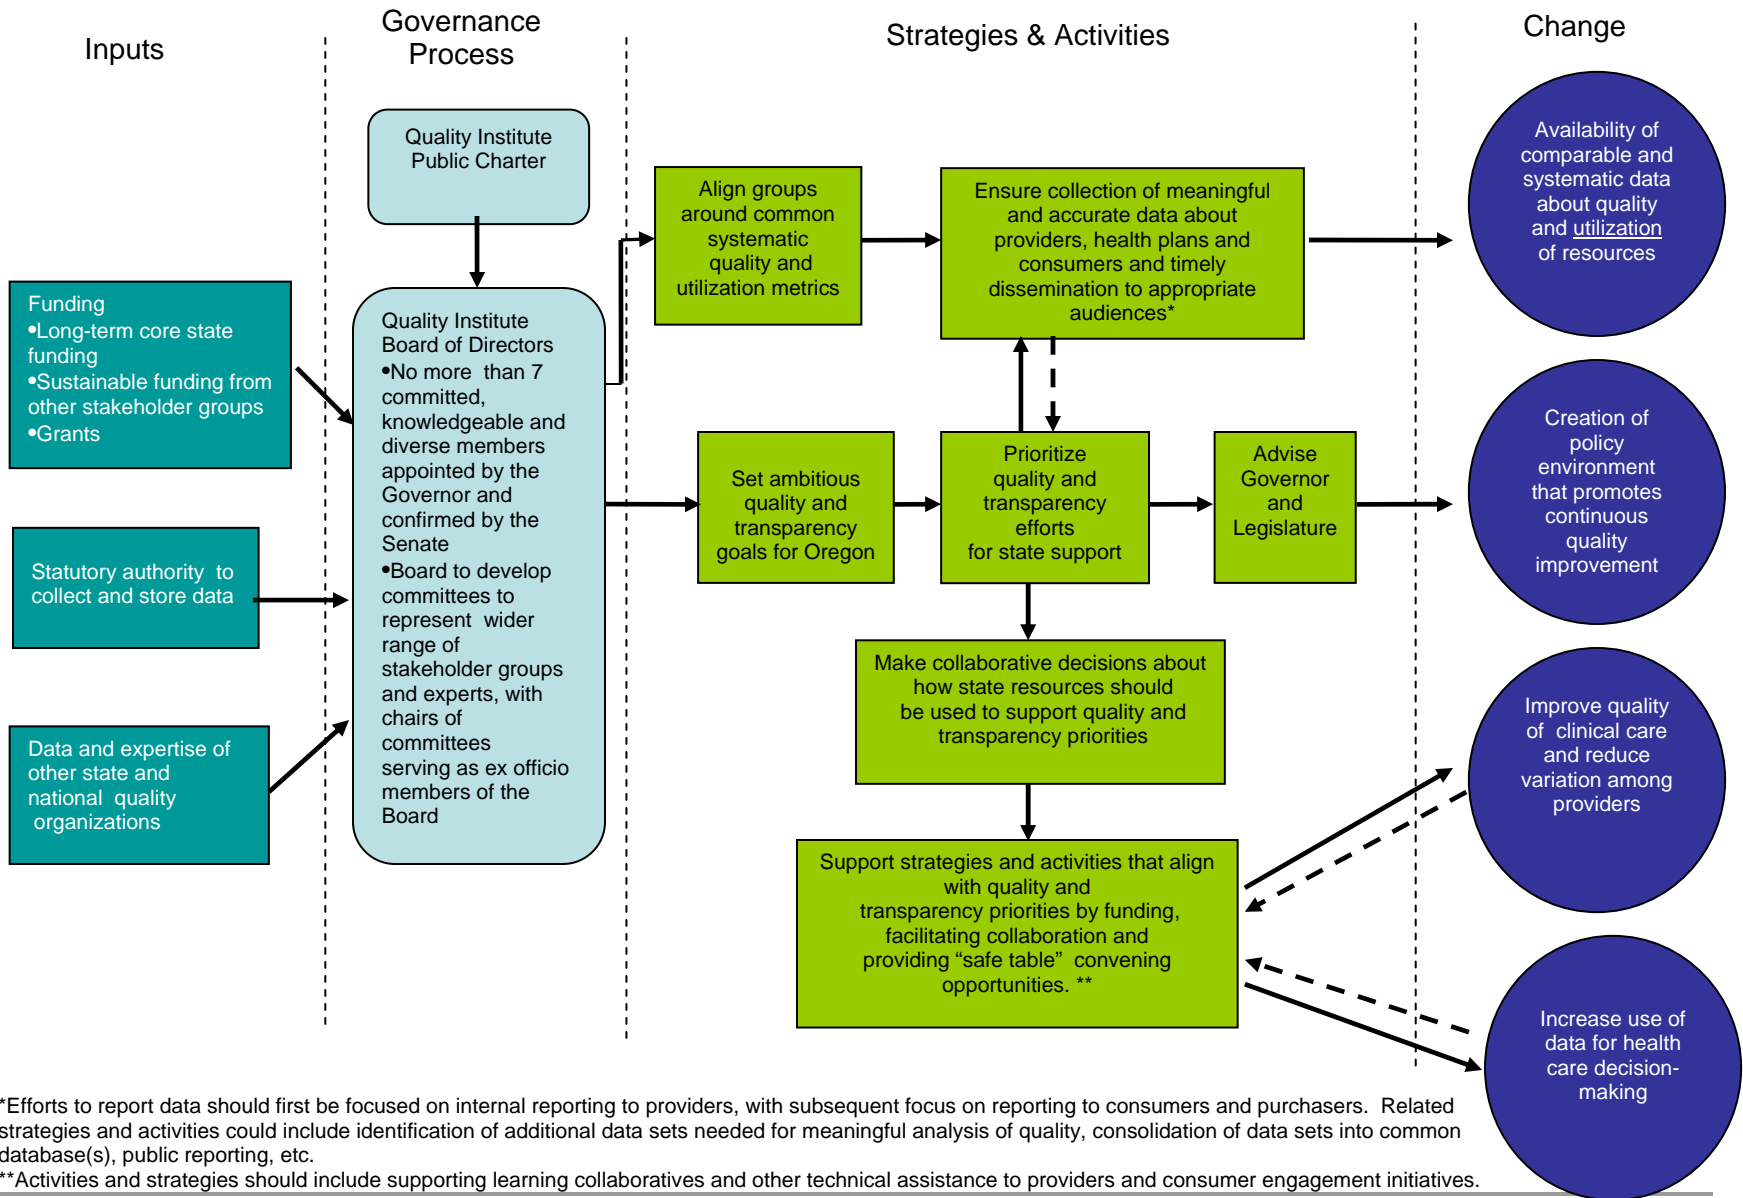 Inputs
Governance
Process
Strategies & Activities
Change
Quality Institute
Public Charter
Funding
•Long-term core state
funding
•Sustainable funding from
other stakeholder groups
•Grants
Statutory authority  to
collect and store data
Data and expertise of
other state and
national  quality
organizations
Quality Institute
Board of Directors
•No more  than 7
committed,
knowledgeable and
diverse members
appointed by the
Governor and
confirmed by the
Senate
•Board to develop
committees to
represent  wider
range of
stakeholder groups
and experts, with
chairs of
committees
serving as ex officio
members of the
Board
Align groups
around common
systematic
quality and
utilization metrics
Ensure collection of meaningful
and accurate data about
providers, health plans and
consumers and timely
dissemination to appropriate
audiences*
Set ambitious
quality and
transparency
goals for Oregon
Prioritize
quality and
transparency
efforts
for state support
Advise
Governor
and
Legislature
Make collaborative decisions about
how state resources should
be used to support quality and
transparency priorities
Support strategies and activities that align
with quality and
transparency priorities by funding,
facilitating collaboration and
providing “safe table”  convening
opportunities. **
Availability of
comparable and
systematic data
about quality
and utilization
of resources
Creation of
policy
environment
that promotes
continuous
quality
improvement
Improve quality
of  clinical care
and reduce
variation among
providers
Increase use of
data for health
care decision-
making
*Efforts to report data should first be focused on internal reporting to providers, with subsequent focus on reporting to consumers and purchasers.  Related
strategies and activities could include identification of additional data sets needed for meaningful analysis of quality, consolidation of data sets into common
database(s), public reporting, etc.
**Activities and strategies should include supporting learning collaboratives and other technical assistance to providers and consumer engagement initiatives.